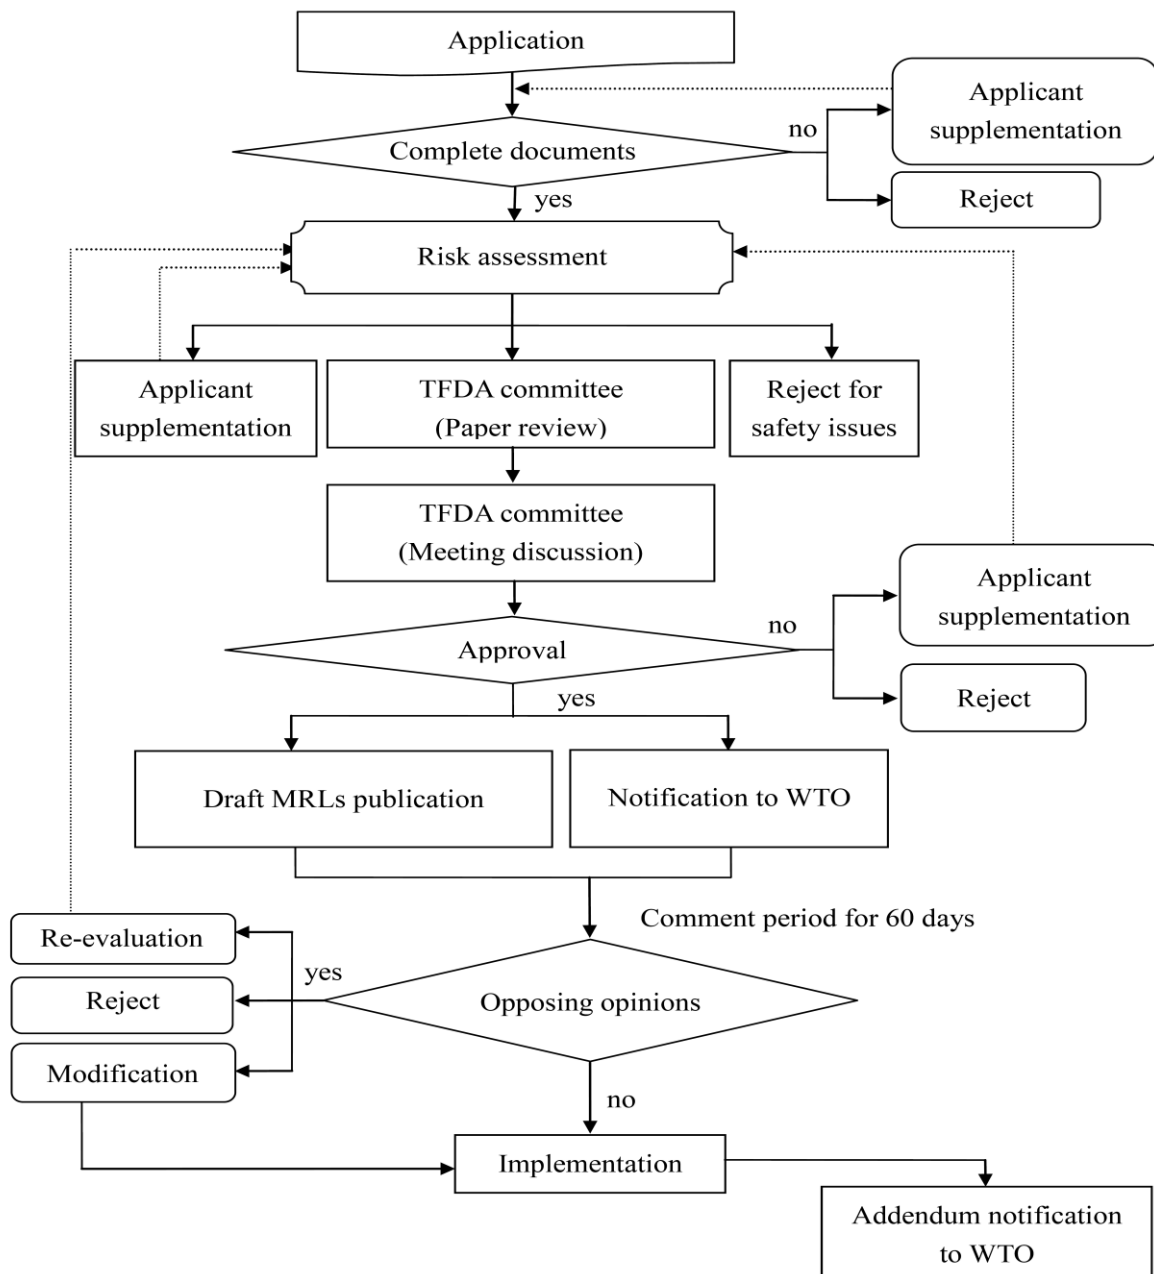 Application
Applicant
supplementation
no
Complete documents
Reject
yes
Risk assessment
Applicant
supplementation
TFDA committee
(Paper review)
Reject for
safety issues
TFDA committee
(Meeting discussion)
Applicant
supplementation
no
Approval
Reject
yes
Draft MRLs publication
Notification to WTO
Comment period for 60 days
Re-evaluation
yes
Reject
Opposing opinions
Modification
no
Implementation
Addendum notification
to WTO